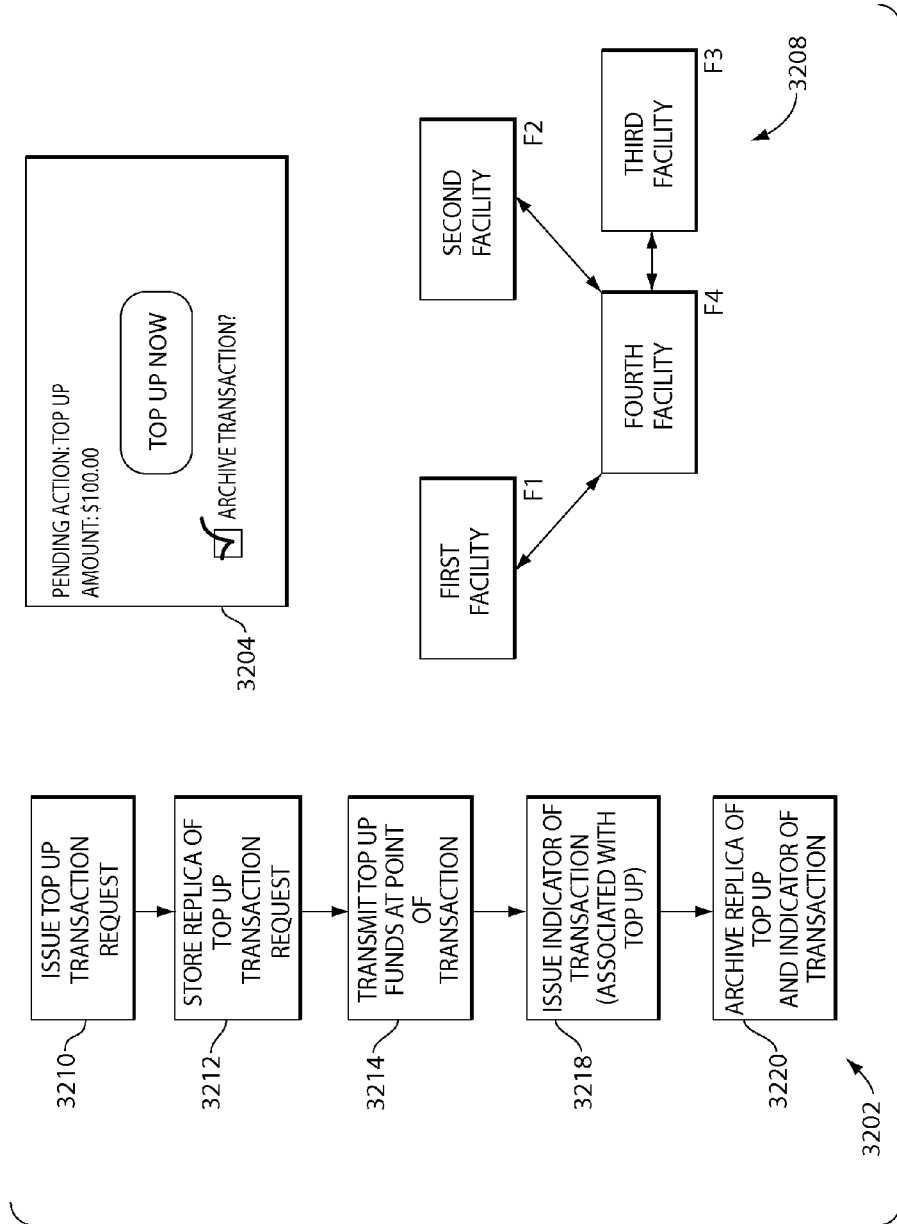 ISSUE TOP UP
TRANSACTION
REQUEST
3210
STORE REPLICA OF
TOP UP
TRANSACTION
REQUEST
3212
TRANSMIT TOP UP
FUNDS AT POINT
OF
TRANSACTION
3214
ISSUE INDICATOR OF
TRANSACTION
(ASSOCIATED WITH
TOP UP)
3218
ARCHIVE REPLICA OF
TOP UP
AND INDICATOR OF
TRANSACTION
3220
3202
PENDING ACTION: TOP UP
AMOUNT: $100.00
TOP UP NOW
ARCHIVE TRANSACTION?
3204
FIRST
FACILITY
F1
SECOND
FACILITY
F2
FOURTH
FACILITY
F4
THIRD
FACILITY
F3
3208